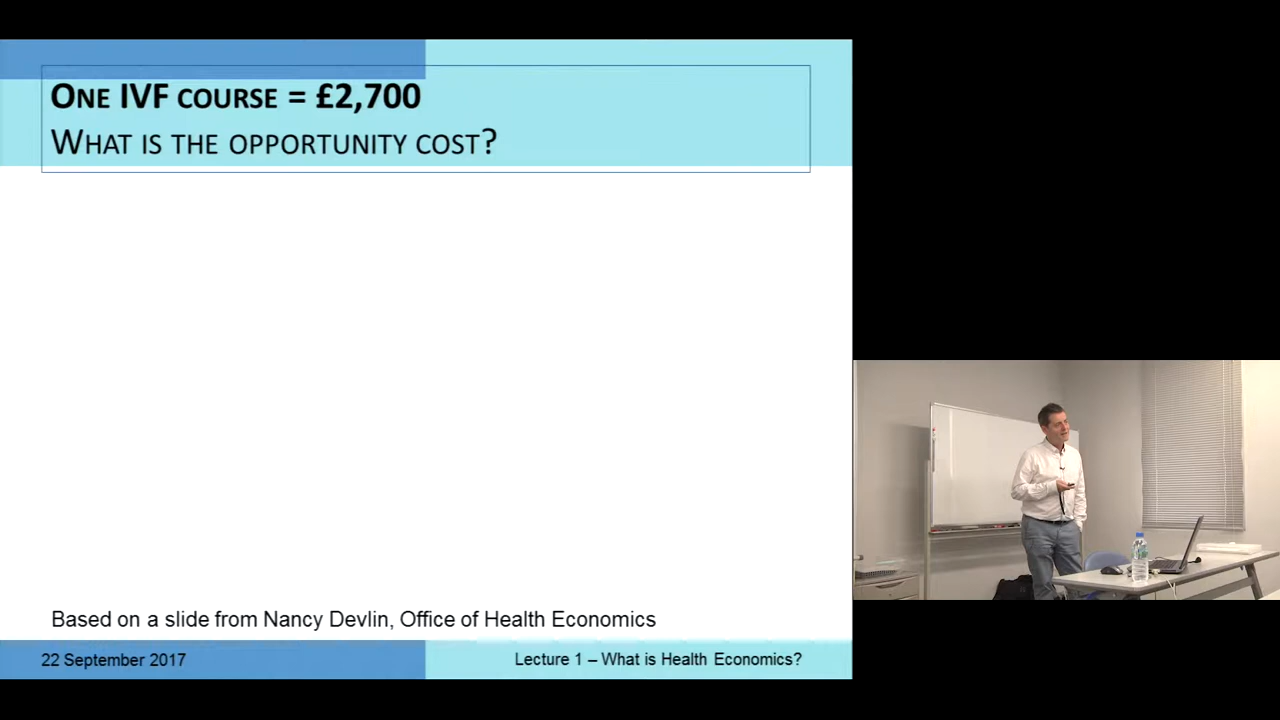 One IVF course = £2,700
What is the opportunity cost?
Based on a slide from Nancy Devlin, Office of Health Economics
22 September 2017
Lecture 1 – What is Health Economics?